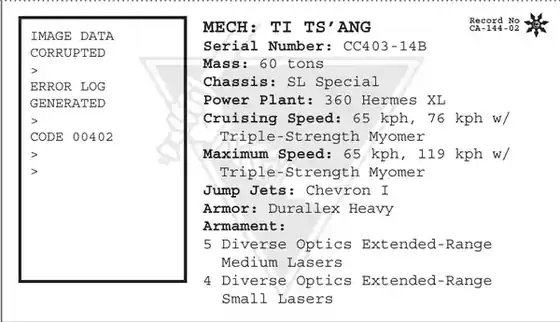 IMAGE DATA
CORRUPTED
>
ERROR LOG
GENERATED
>
CODE 00402
>
>
MECH: TI TS’ANG
Record No
CA-144-02
Serial Number: CC403-14B
Mass: 60 tons
Chassis: SL Special
Power Plant: 360 Hermes XL
Cruising Speed: 65 kph, 76 kph w/
Triple-Strength Myomer
Maximum Speed: 65 kph, 119 kph w/
Triple-Strength Myomer
Jump Jets: Chevron I
Armor: Durallex Heavy
Armament:
5 Diverse Optics Extended-Range
Medium Lasers
4 Diverse Optics Extended-Range
Small Lasers